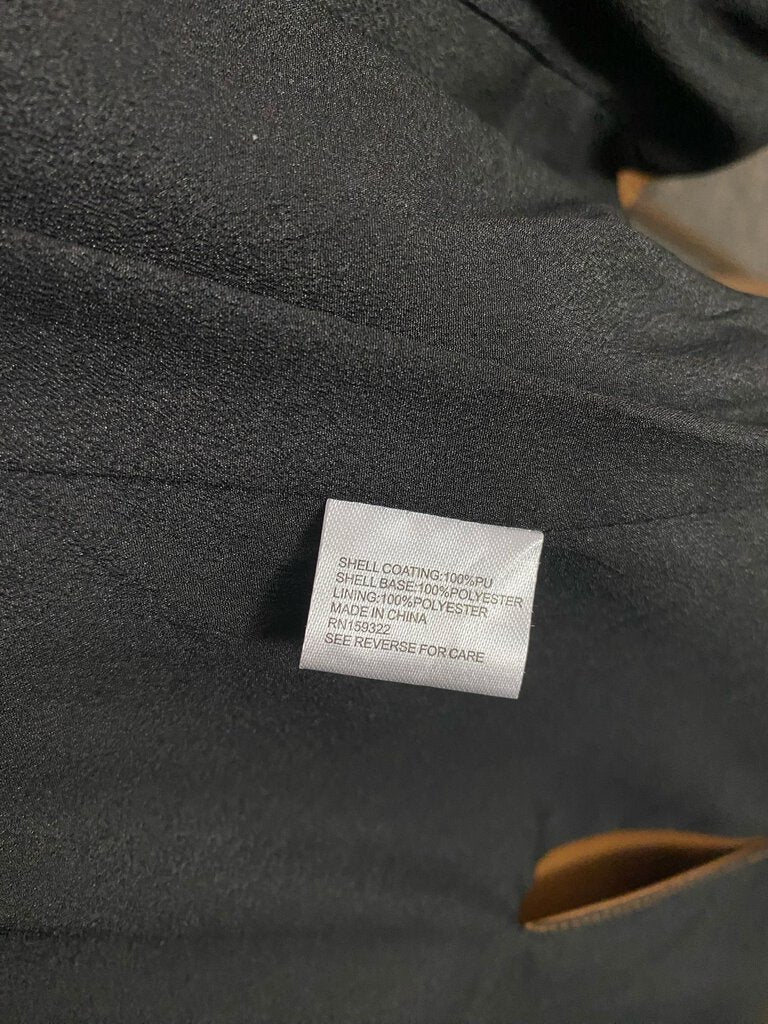 SHELL COATING:100%PU
SHELL BASE:100%POLYESTER
LINING:100%POLYESTER
MADE IN CHINA
RN159322
SEE REVERSE FOR CARE